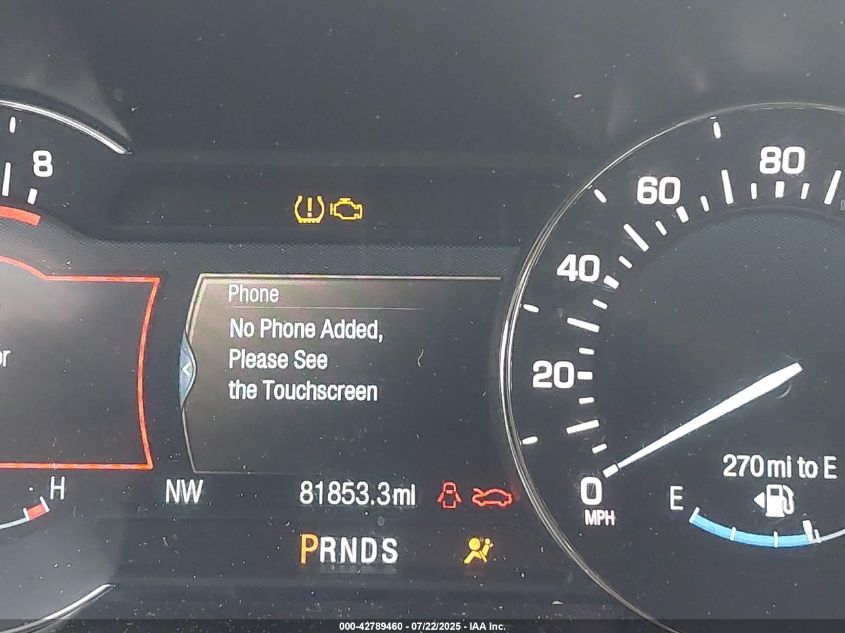 8
80
60
40
20
0
MPH
Phone
No Phone Added,
Please See
the Touchscreen
or
H
NW
81853.3mi
270mi to E
E
PRNDS
000-42789460 - 07/22/2025 - IAA Inc.